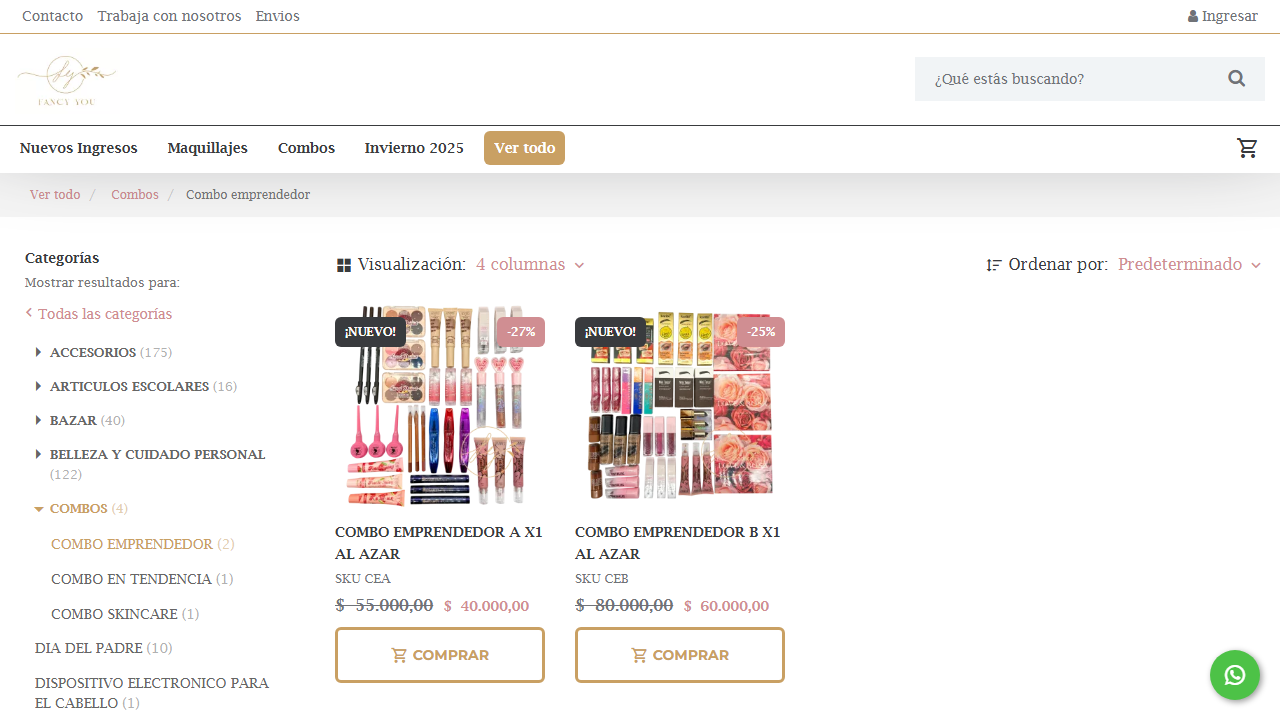 Contacto Trabaja con nosotros Envios Ingresar
fy
FANCY YOU
¿Qué estás buscando?
Nuevos Ingresos Maquillajes Combos Invierno 2025 Ver todo
Ver todo / Combos / Combo emprendedor
Categorías
Mostrar resultados para:
Todas las categorías
ACCESORIOS (175)
ARTICULOS ESCOLARES (16)
BAZAR (40)
BELLEZA Y CUIDADO PERSONAL
(122)
COMBOS (4)
COMBO EMPRENDEDOR (2)
COMBO EN TENDENCIA (1)
COMBO SKINCARE (1)
DIA DEL PADRE (10)
DISPOSITIVO ELECTRONICO PARA
EL CABELLO (1)
Visualización: 4 columnas
Ordenar por: Predeterminado
¡NUEVO! -27%
COMBO EMPRENDEDOR A X1
AL AZAR
SKU CEA
$ 55.000,00 $ 40.000,00
COMPRAR
¡NUEVO! -25%
COMBO EMPRENDEDOR B X1
AL AZAR
SKU CEB
$ 80.000,00 $ 60.000,00
COMPRAR